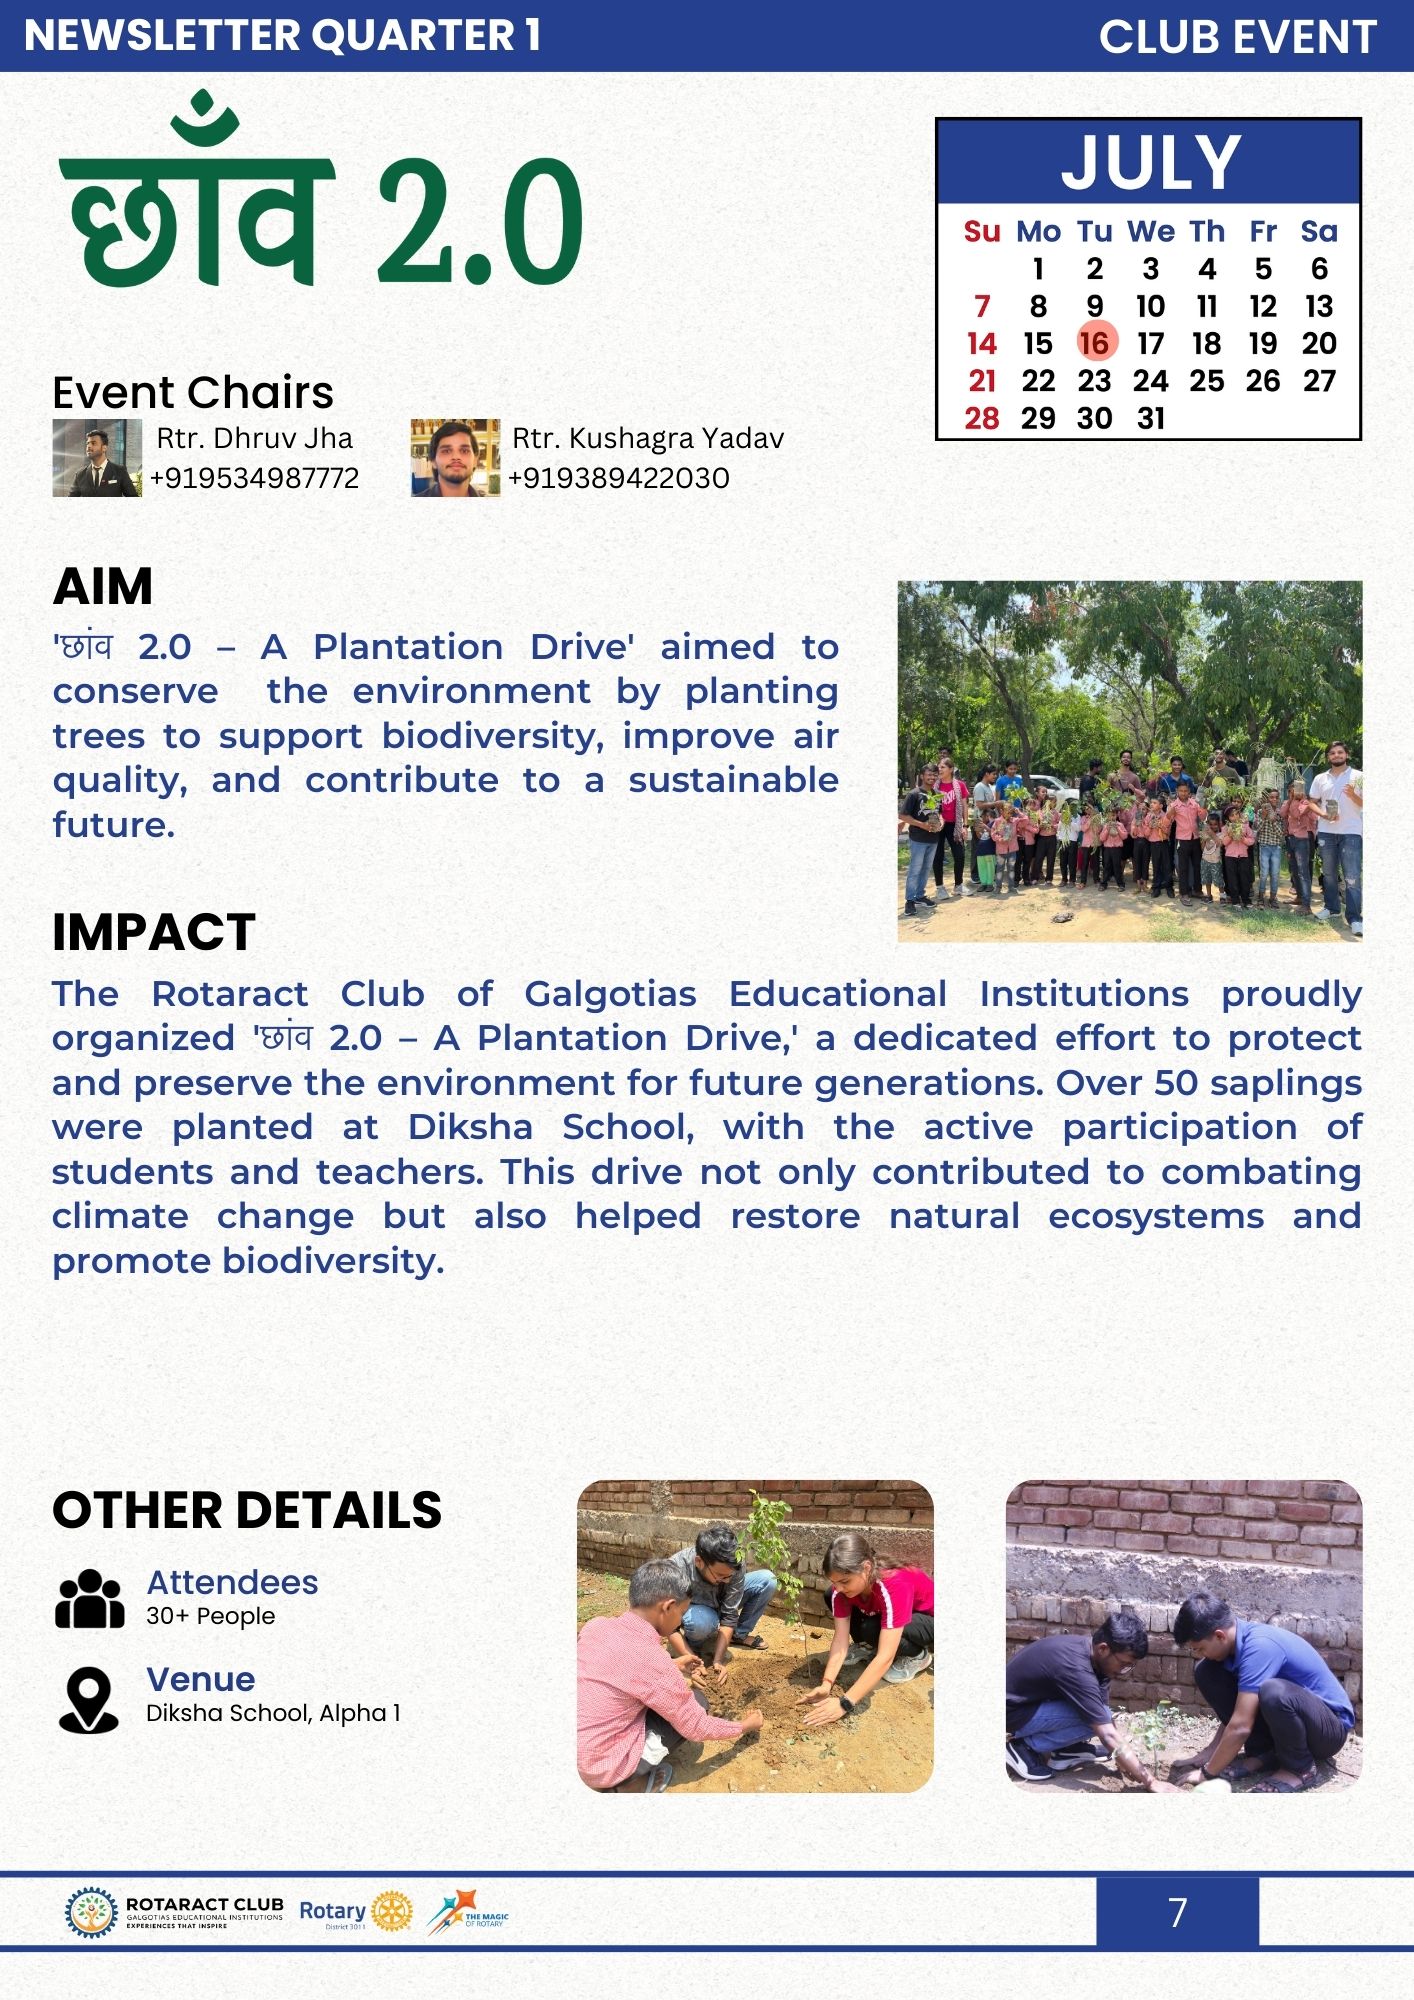 NEWSLETTER QUARTER 1
CLUB EVENT
छाँव 2.0
JULY
Su Mo Tu We Th Fr Sa
1 2 3 4 5 6
7 8 9 10 11 12 13
14 15 16 17 18 19 20
21 22 23 24 25 26 27
28 29 30 31
Event Chairs
Rtr. Dhruv Jha
+919534987772
Rtr. Kushagra Yadav
+919389422030
AIM
'छांव 2.0 – A Plantation Drive' aimed to
conserve the environment by planting
trees to support biodiversity, improve air
quality, and contribute to a sustainable
future.
IMPACT
The Rotaract Club of Galgotias Educational Institutions proudly
organized 'छांव 2.0 – A Plantation Drive,' a dedicated effort to protect
and preserve the environment for future generations. Over 50 saplings
were planted at Diksha School, with the active participation of
students and teachers. This drive not only contributed to combating
climate change but also helped restore natural ecosystems and
promote biodiversity.
OTHER DETAILS
Attendees
30+ People
Venue
Diksha School, Alpha 1
ROTARACT CLUB
GALGOTIAS EDUCATIONAL INSTITUTIONS
EXPERIENCES THAT INSPIRE
Rotary
District 3011
THE MAGIC
OF ROTARY
7